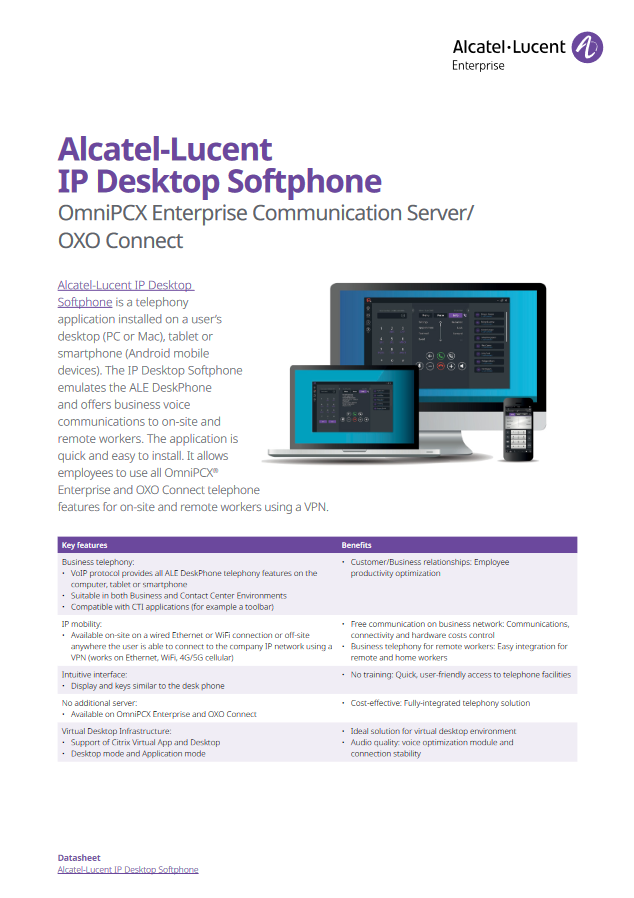 Alcatel·Lucent
Enterprise
Alcatel-Lucent
IP Desktop Softphone
OmniPCX Enterprise Communication Server/
OXO Connect
Alcatel-Lucent IP Desktop
Softphone is a telephony
application installed on a user's
desktop (PC or Mac), tablet or
smartphone (Android mobile
devices). The IP Desktop Softphone
emulates the ALE DeskPhone
and offers business voice
communications to on-site and
remote workers. The application is
quick and easy to install. It allows
employees to use all OmniPCX®
Enterprise and OXO Connect telephone
features for on-site and remote workers using a VPN.
Key features
Benefits
Business telephony:
• VoIP protocol provides all ALE DeskPhone telephony features on the
computer, tablet or smartphone
• Suitable in both Business and Contact Center Environments
• Compatible with CTI applications (for example a toolbar)
• Customer/Business relationships: Employee
productivity optimization
IP mobility:
• Available on-site on a wired Ethernet or WiFi connection or off-site
anywhere the user is able to connect to the company IP network using a
VPN (works on Ethernet, WiFi, 4G/5G cellular)
• Free communication on business network: Communications,
connectivity and hardware costs control
• Business telephony for remote workers: Easy integration for
remote and home workers
Intuitive interface:
• Display and keys similar to the desk phone
• No training: Quick, user-friendly access to telephone facilities
No additional server:
• Available on OmniPCX Enterprise and OXO Connect
• Cost-effective: Fully-integrated telephony solution
Virtual Desktop Infrastructure:
• Support of Citrix Virtual App and Desktop
• Desktop mode and Application mode
• Ideal solution for virtual desktop environment
• Audio quality: voice optimization module and
connection stability
Datasheet
Alcatel-Lucent IP Desktop Softphone